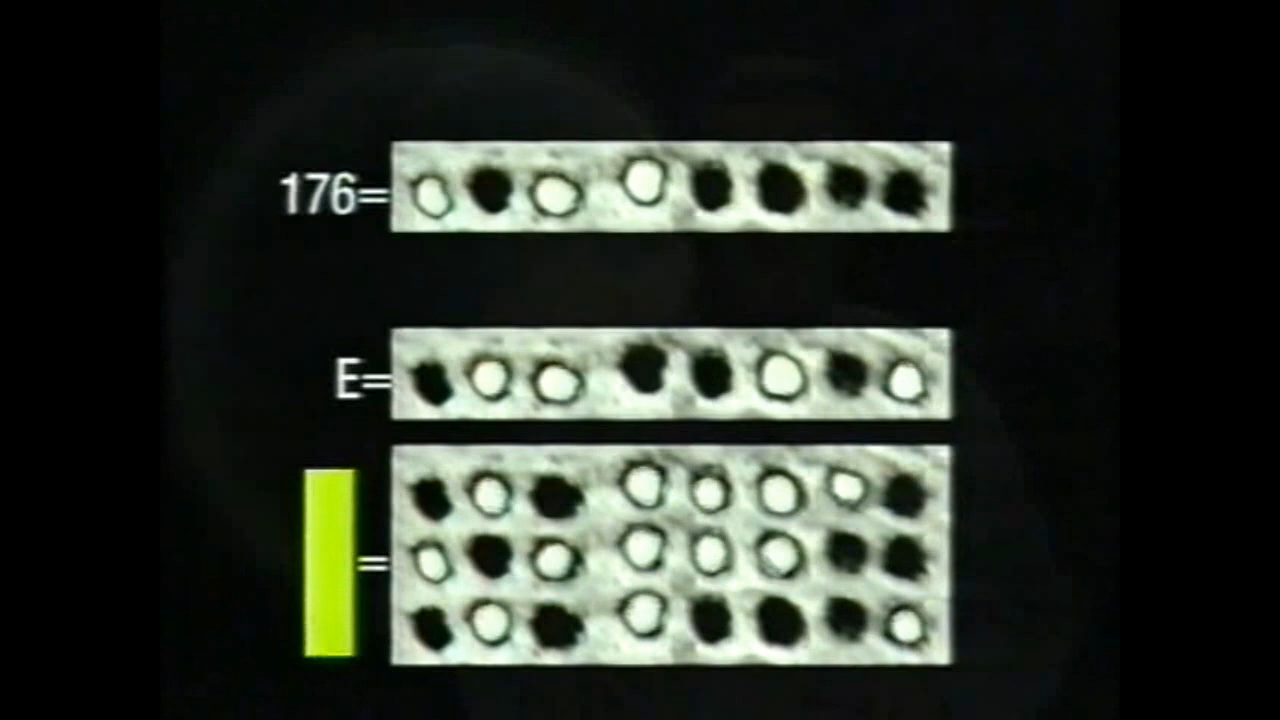 176=
E=
=